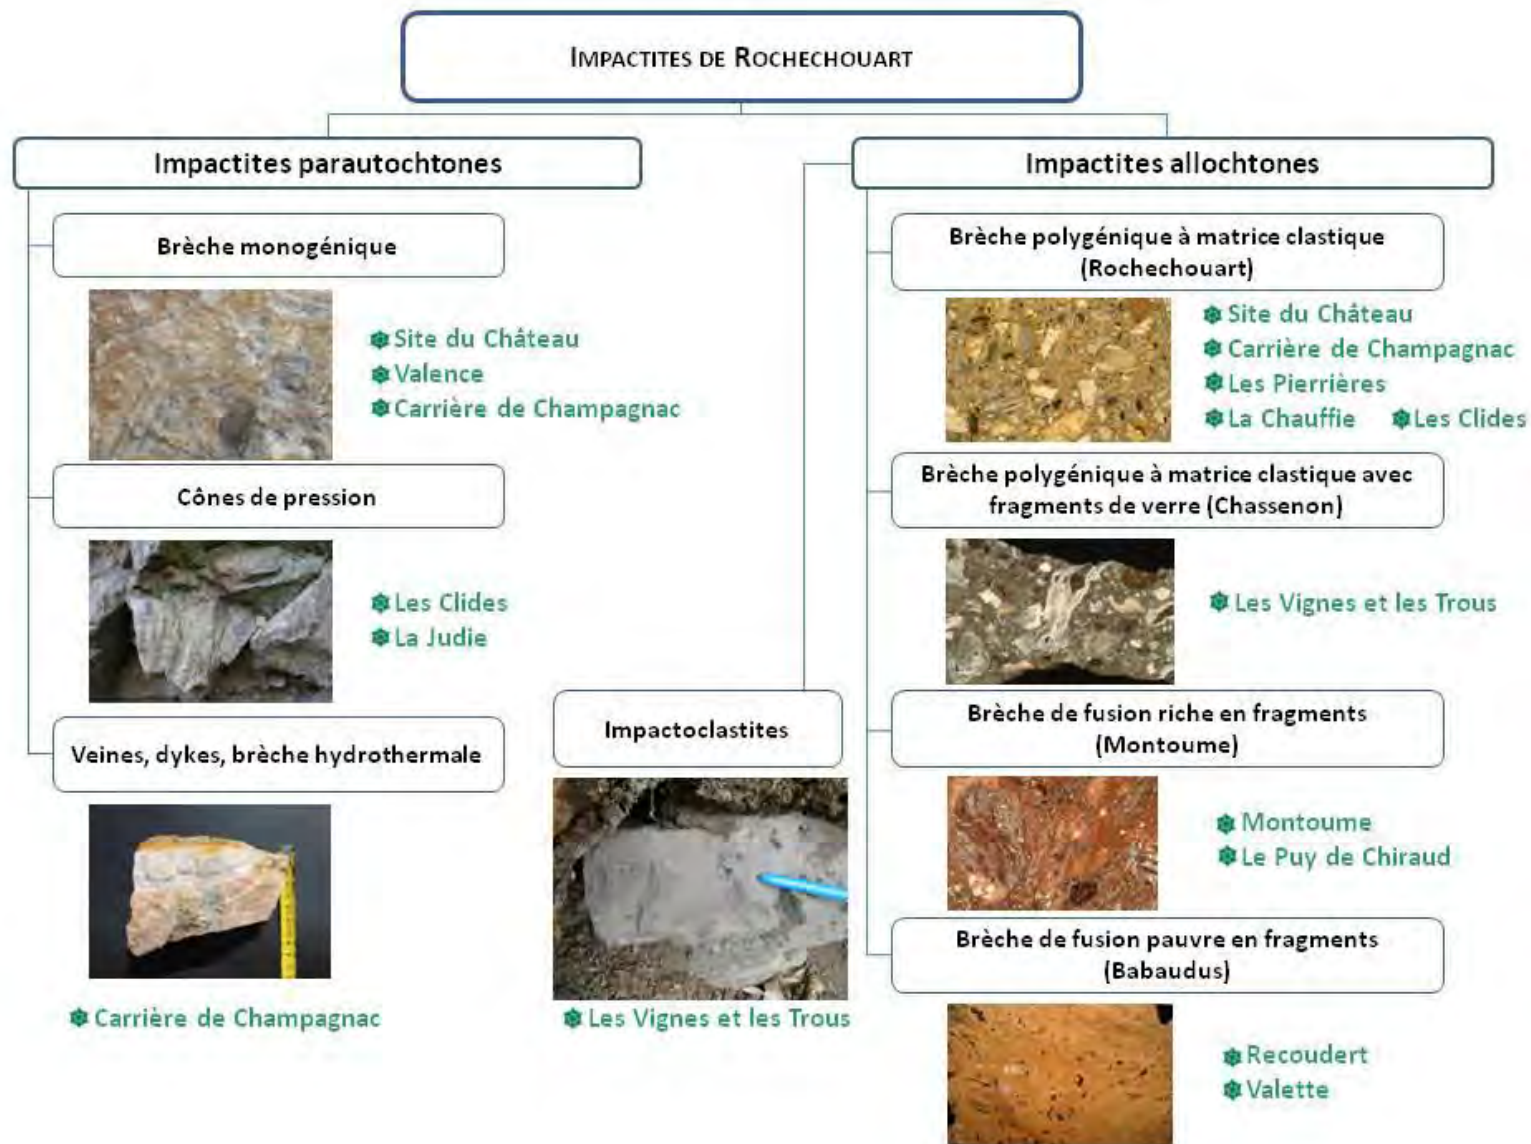 IMPACTITES DE ROCHECHOUART
Impactites parautochtones
Brèche monogénique
Site du Château
Valence
Carrière de Champagnac
Cônes de pression
Les Clides
La Judie
Veines, dykes, brèche hydrothermale
Carrière de Champagnac
Impactites allochtones
Impactoclastites
Les Vignes et les Trous
Brèche polygénique à matrice clastique
(Rochechouart)
Site du Château
Carrière de Champagnac
Les Pierrières
La Chauffie Les Clides
Brèche polygénique à matrice clastique avec
fragments de verre (Chassenon)
Les Vignes et les Trous
Brèche de fusion riche en fragments
(Montoume)
Montoume
Le Puy de Chiraud
Brèche de fusion pauvre en fragments
(Babaudus)
Recoudert
Valette